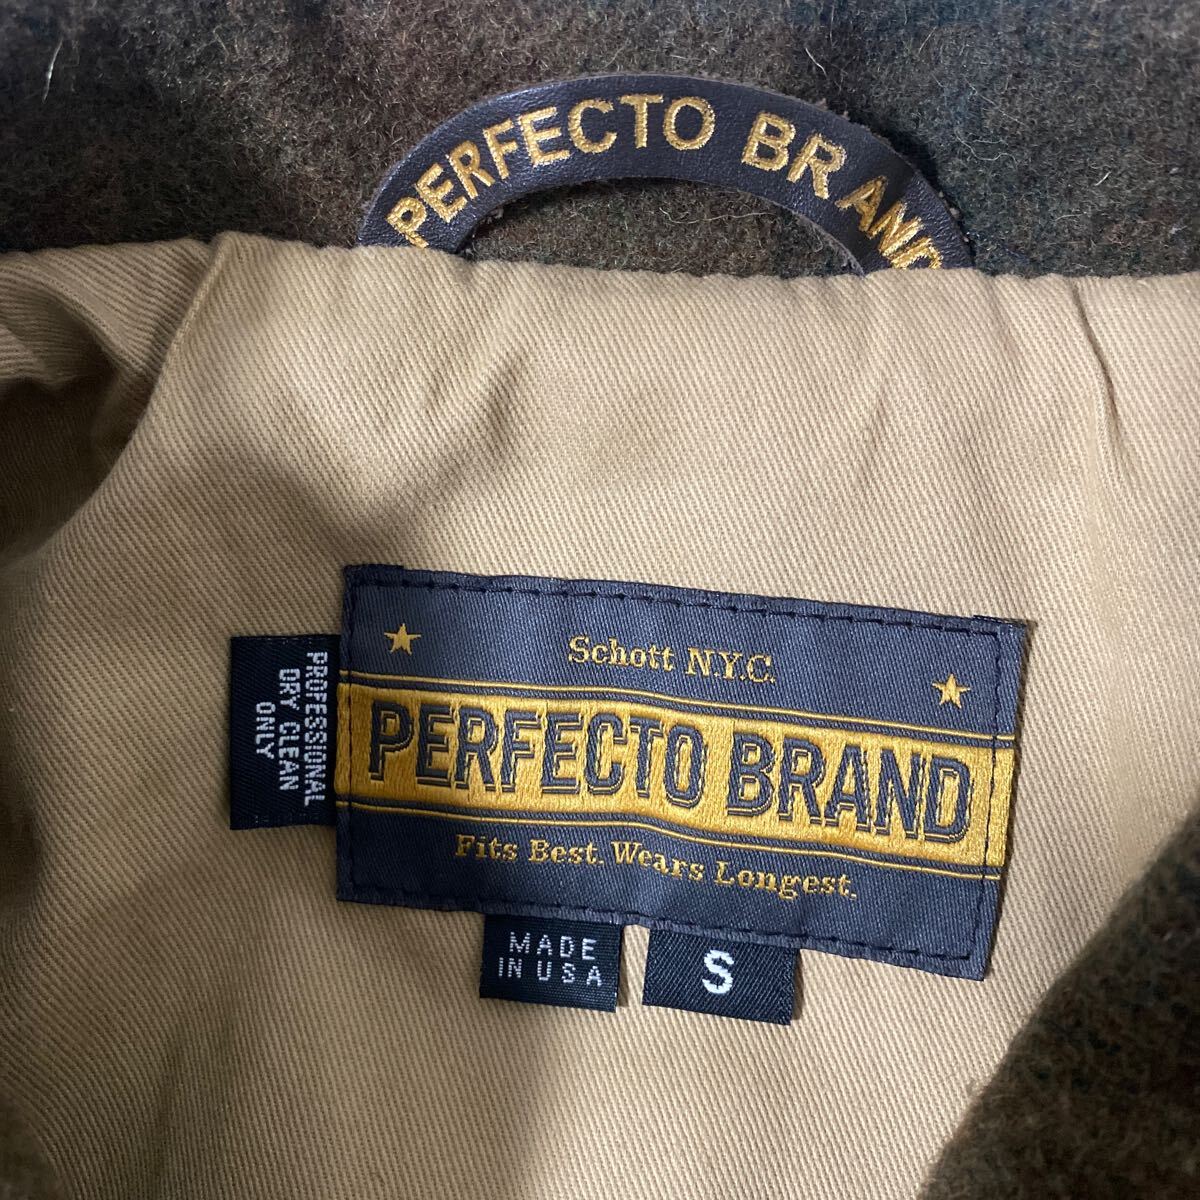 PERFECTO BRAND
Schott N.Y.C.
PERFECTO BRAND
Fits Best. Wears Longest.
PROFESSIONAL
DRY CLEAN
ONLY
MADE
IN USA
S